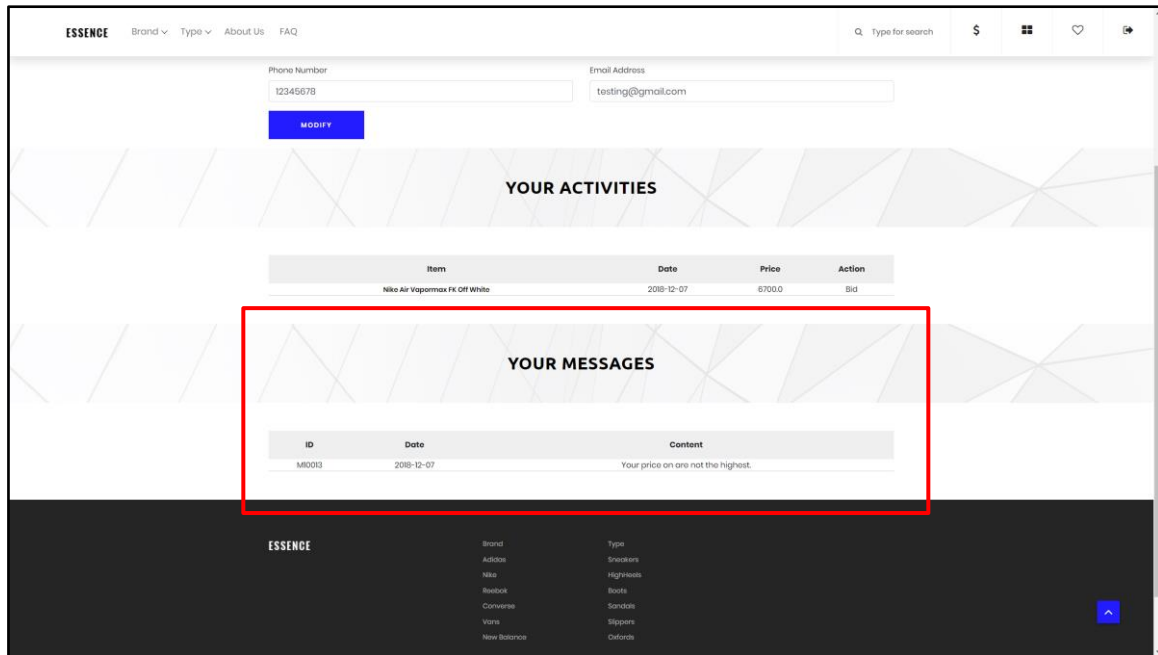 ESSENCE Brand Type About Us FAQ Type for search $
Phone Number Email Address
12345678 testing@gmail.com
MODIFY
YOUR ACTIVITIES
Item Date Price Action
Nike Air Vapormax FK Off White 2018-12-07 6700.0 Bid
YOUR MESSAGES
ID Date Content
M10013 2018-12-07 Your price on are not the highest.
ESSENCE Brand Type
Adidas Sneakers
Nike HighHeels
Reebok Boots
Converse Sandals
Vans Slippers
New Balance Oxfords